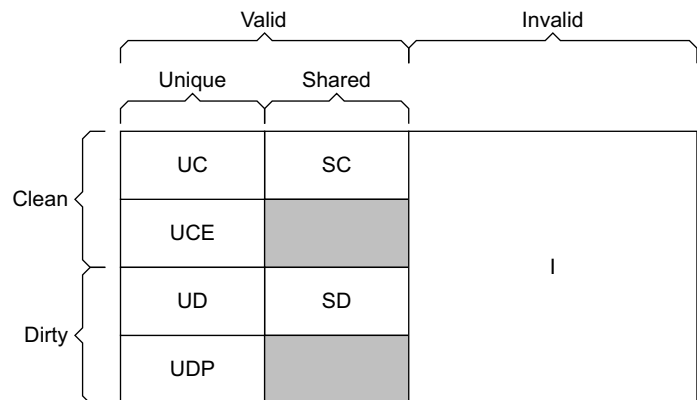 Valid Invalid
Unique Shared
UC SC
Clean
UCE
I
UD SD
Dirty
UDP